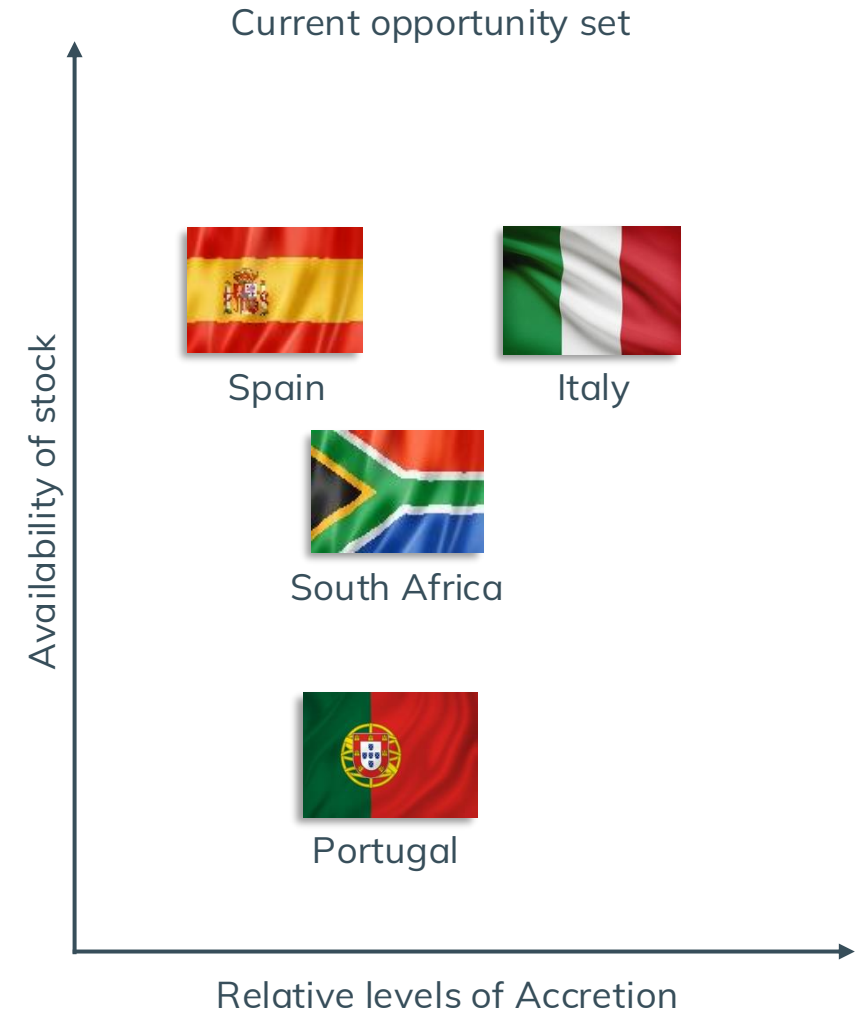 Current opportunity set
Availability of stock
Spain
Italy
South Africa
Portugal
Relative levels of Accretion